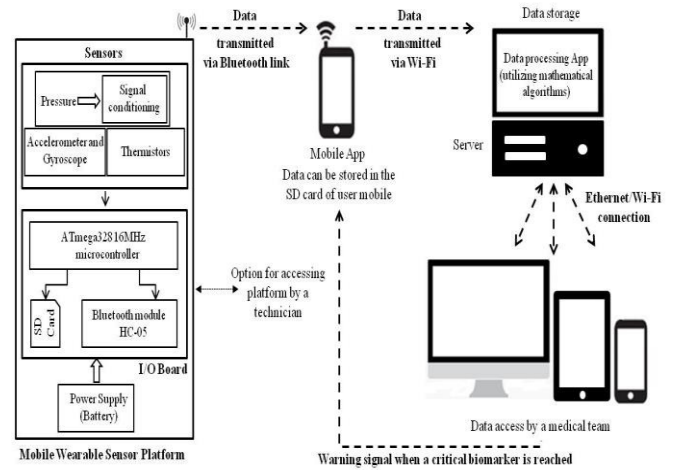 Sensors
Pressure
Signal
conditioning
Accelerometer and
Gyroscope
Thermistors
ATmega32816MHz
microcontroller
SD
Card
Bluetooth module
HC-05
I/O Board
Power Supply
(Battery)
Mobile Wearable Sensor Platform
Data
transmitted
via Bluetooth link
Mobile App
Data can be stored in the
SD card of user mobile
Option for accessing
platform by a
technician
Data
transmitted
via Wi-Fi
Data storage
Data processing App
(utilizing mathematical
algorithms)
Server
Ethernet/Wi-Fi
connection
Data access by a medical team
Warning signal when a critical biomarker is reached